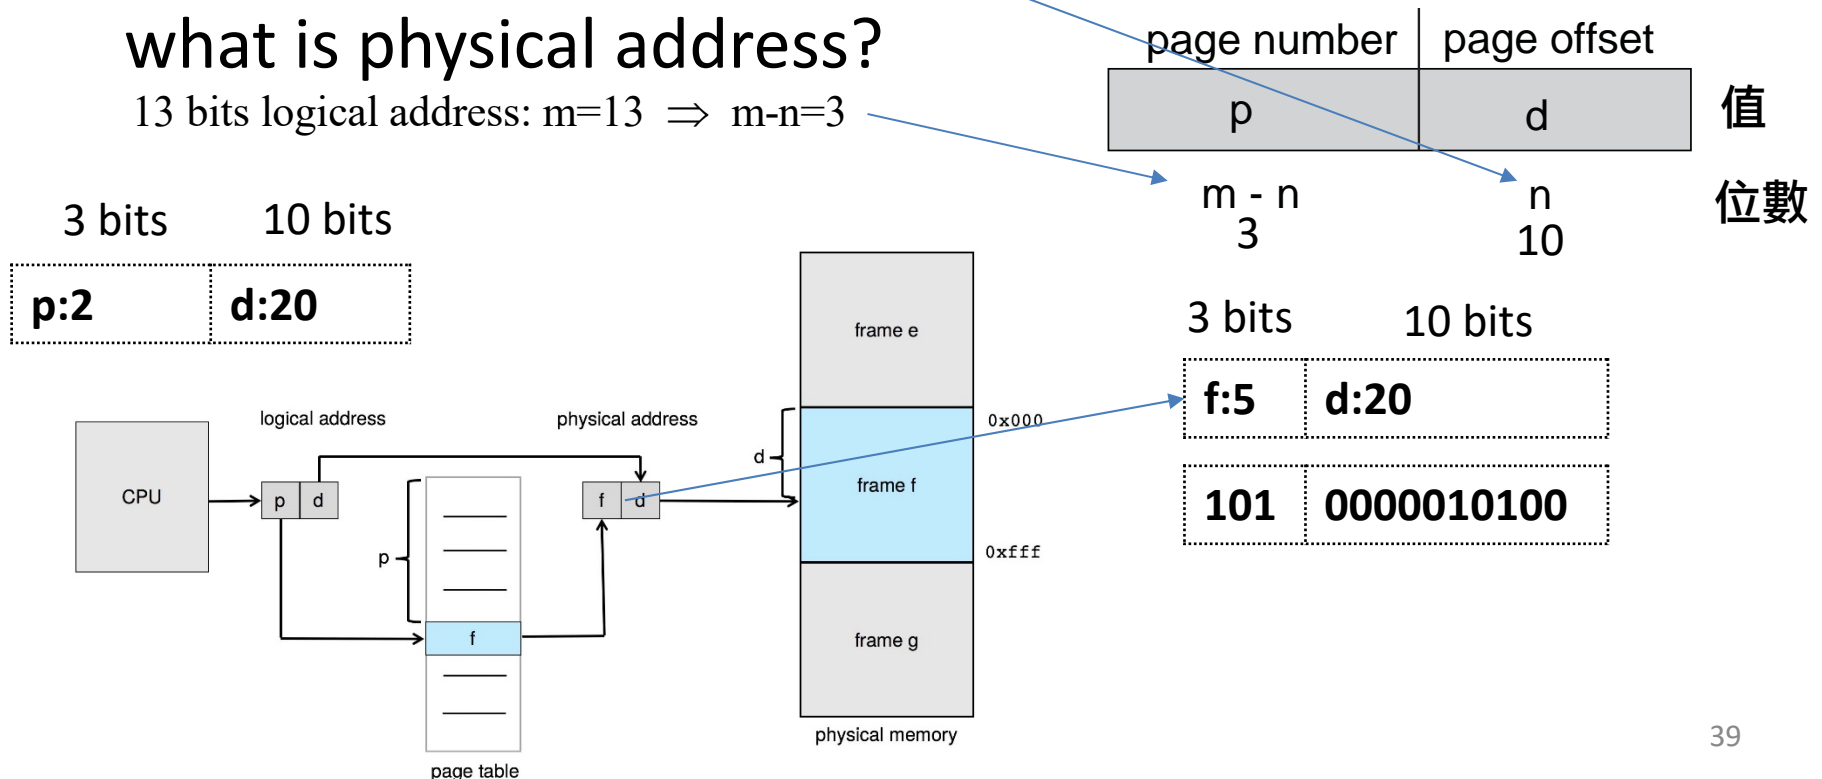 what is physical address?
13 bits logical address: m=13 ⇒ m-n=3
page number page offset
p d 值
m - n n 位數
3 10
3 bits 10 bits
p:2 d:20
3 bits 10 bits
f:5 d:20
101 0000010100
logical address physical address
CPU
p d
p
f
page table
f d
d
frame e
0x000
frame f
0xfff
frame g
physical memory
39